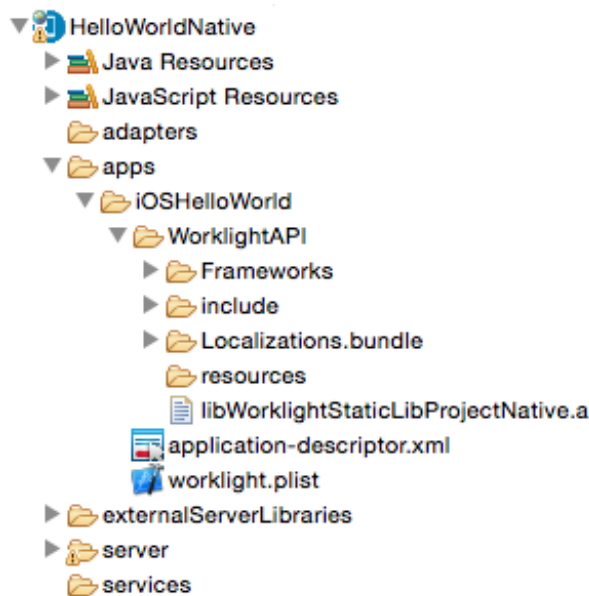 HelloWorldNative
Java Resources
JavaScript Resources
adapters
apps
iOSHelloWorld
WorklightAPI
Frameworks
include
Localizations.bundle
resources
libWorklightStaticLibProjectNative.a
application-descriptor.xml
worklight.plist
externalServerLibraries
server
services